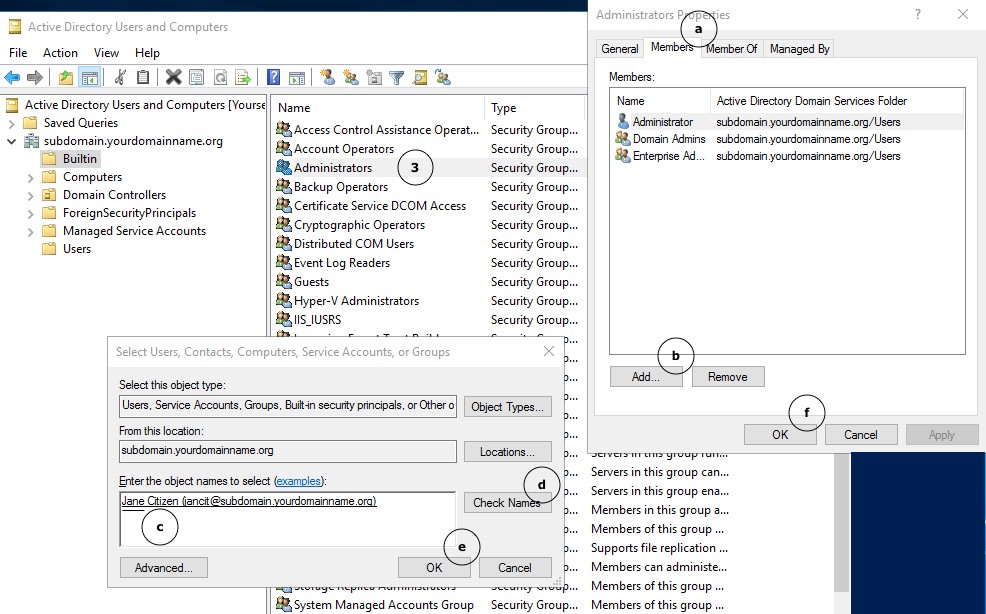 Active Directory Users and Computers
File Action View Help
Active Directory Users and Computers [Yourse
Saved Queries
subdomain.yourdomainname.org
Builtin
Computers
Domain Controllers
ForeignSecurityPrincipals
Managed Service Accounts
Users
Name Type
Access Control Assistance Operat... Security Group...
Account Operators Security Group...
Administrators 3 Security Group...
Backup Operators Security Group...
Certificate Service DCOM Access Security Group...
Cryptographic Operators Security Group...
Distributed COM Users Security Group...
Event Log Readers Security Group...
Guests Security Group...
Hyper-V Administrators Security Group...
IIS_IUSRS Security Group...
Administrators Properties
a
General Members Member Of Managed By
Members:
Name Active Directory Domain Services Folder
Administrator subdomain.yourdomainname.org/Users
Domain Admins subdomain.yourdomainname.org/Users
Enterprise Ad... subdomain.yourdomainname.org/Users
b
Add... Remove
f
OK Cancel Apply
Select Users, Contacts, Computers, Service Accounts, or Groups
Select this object type:
Users, Service Accounts, Groups, Built-in security principals, or Other o Object Types...
From this location:
subdomain.yourdomainname.org Locations...
Enter the object names to select (examples):
d
Jane Citizen (jancit@subdomain.yourdomainname.org) Check Names
c
e
Advanced... OK Cancel
Servers in this group run...
Servers in this group can...
Servers in this group ena...
Members in this group a...
Members of this group ...
Supports file replication ...
Members can administe...
Storage Replica Administrators Security Group... Members of this group ...
System Managed Accounts Group Security Group... Members of this group ...